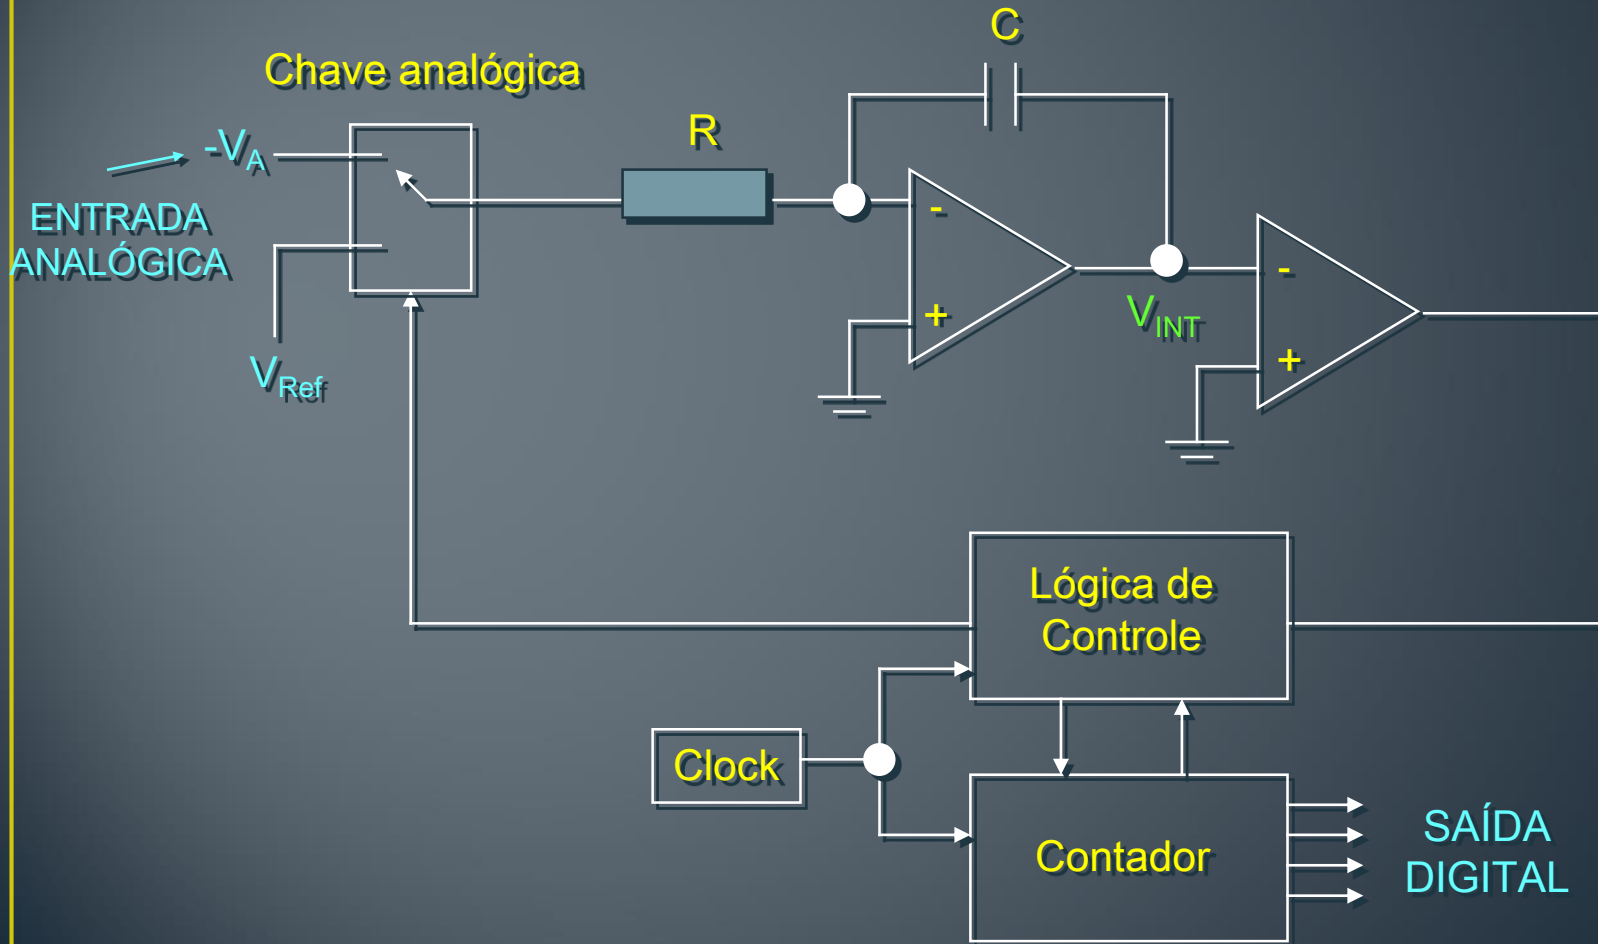 C
Chave analógica
R
-VA
ENTRADA
ANALÓGICA
-
+
VINT
-
+
VRef
Lógica de
Controle
Clock
Contador
SAÍDA
DIGITAL